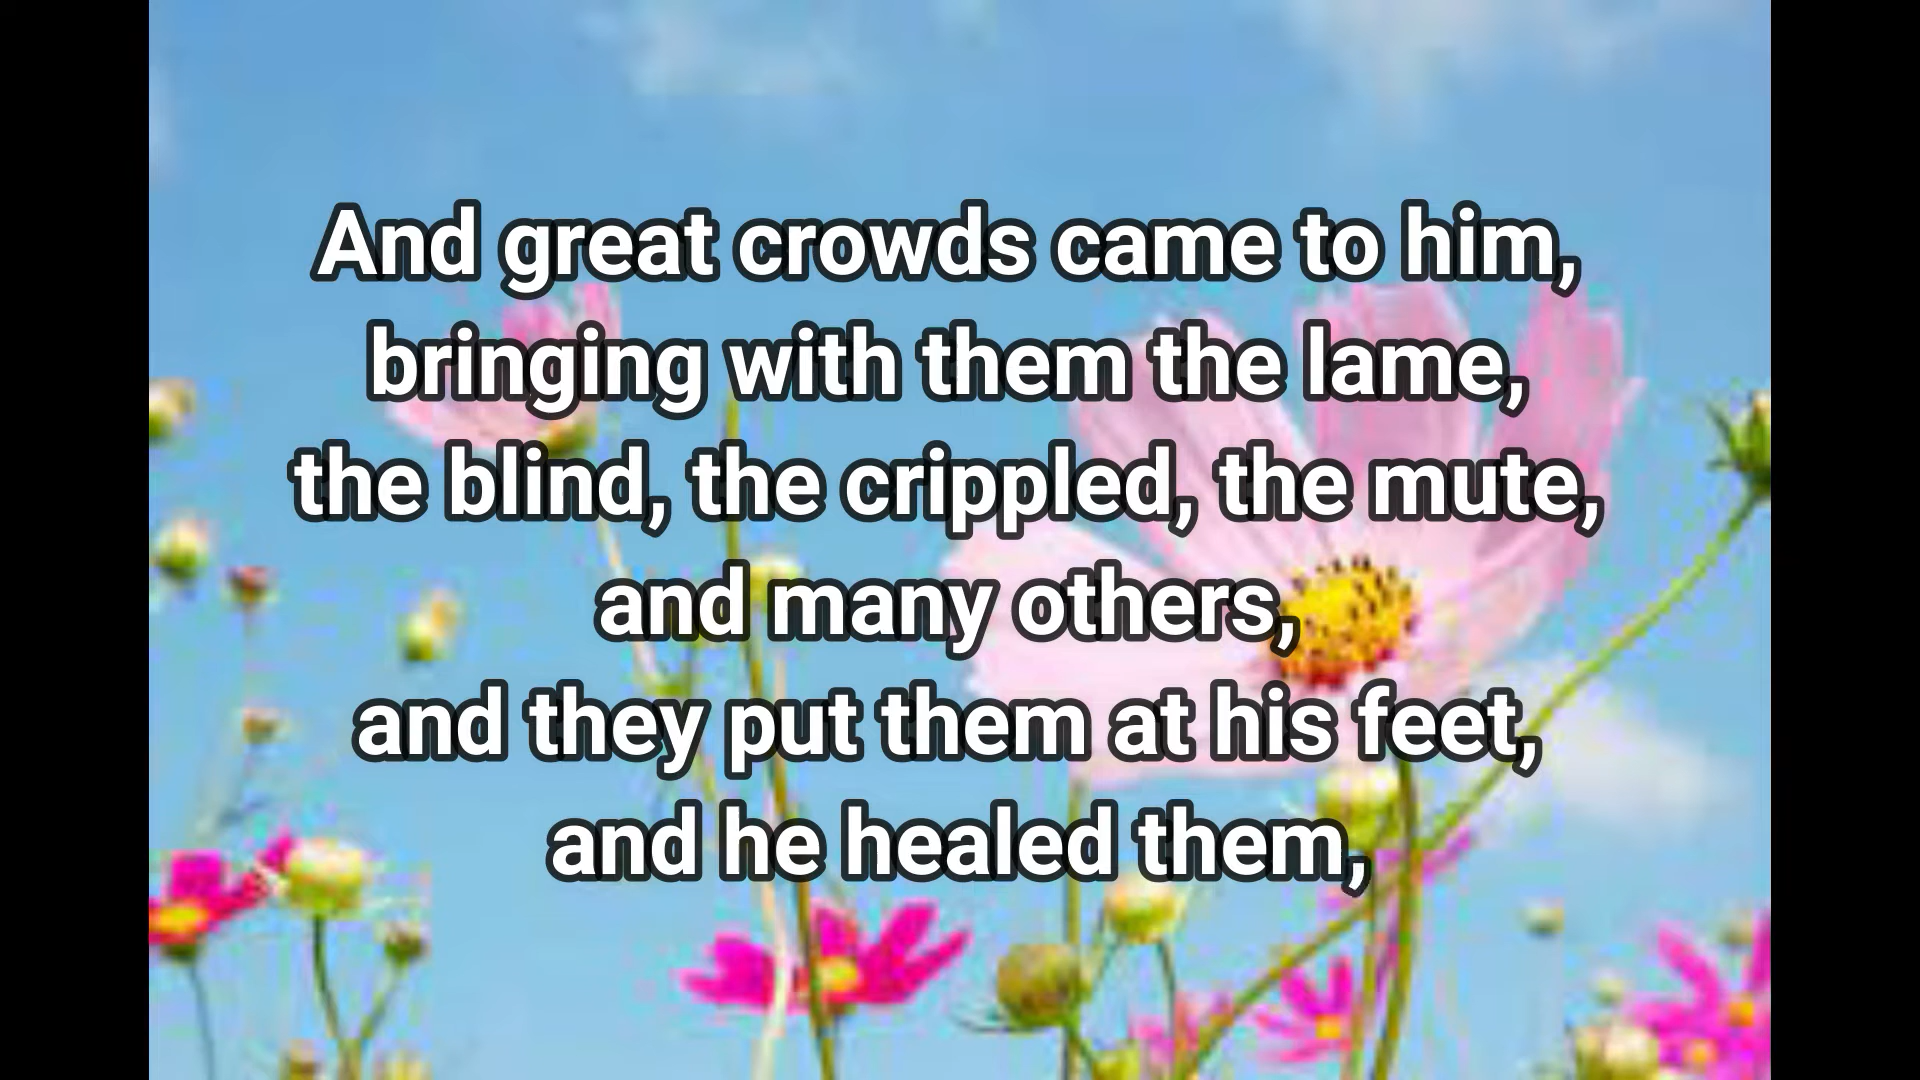 And great crowds came to him,
bringing with them the lame,
the blind, the crippled, the mute,
and many others,
and they put them at his feet,
and he healed them,